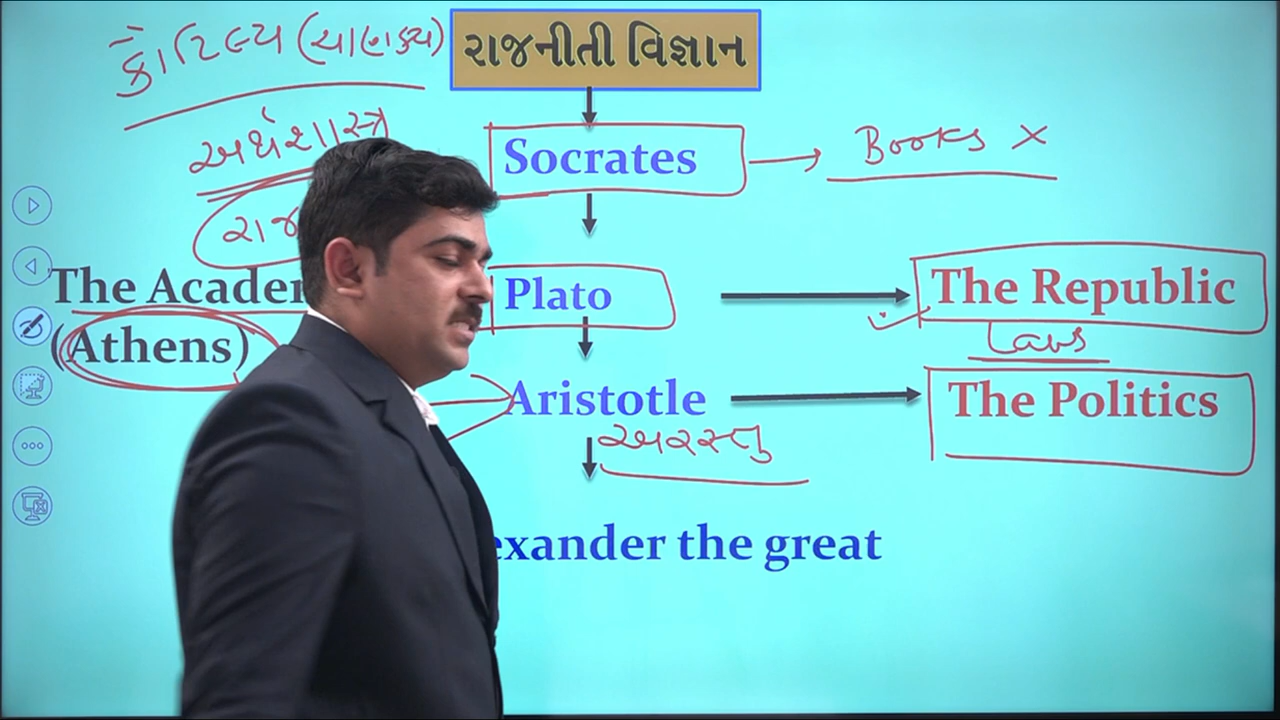 કૌટિલ્ય (ચાણક્ય)
રાજનીતી વિજ્ઞાન
અર્થશાસ્ત્ર
Socrates
Books X
રાજ
The Academ
(Athens)
Plato
The Republic
Laws
Aristotle
The Politics
અરસ્તુ
exander the great